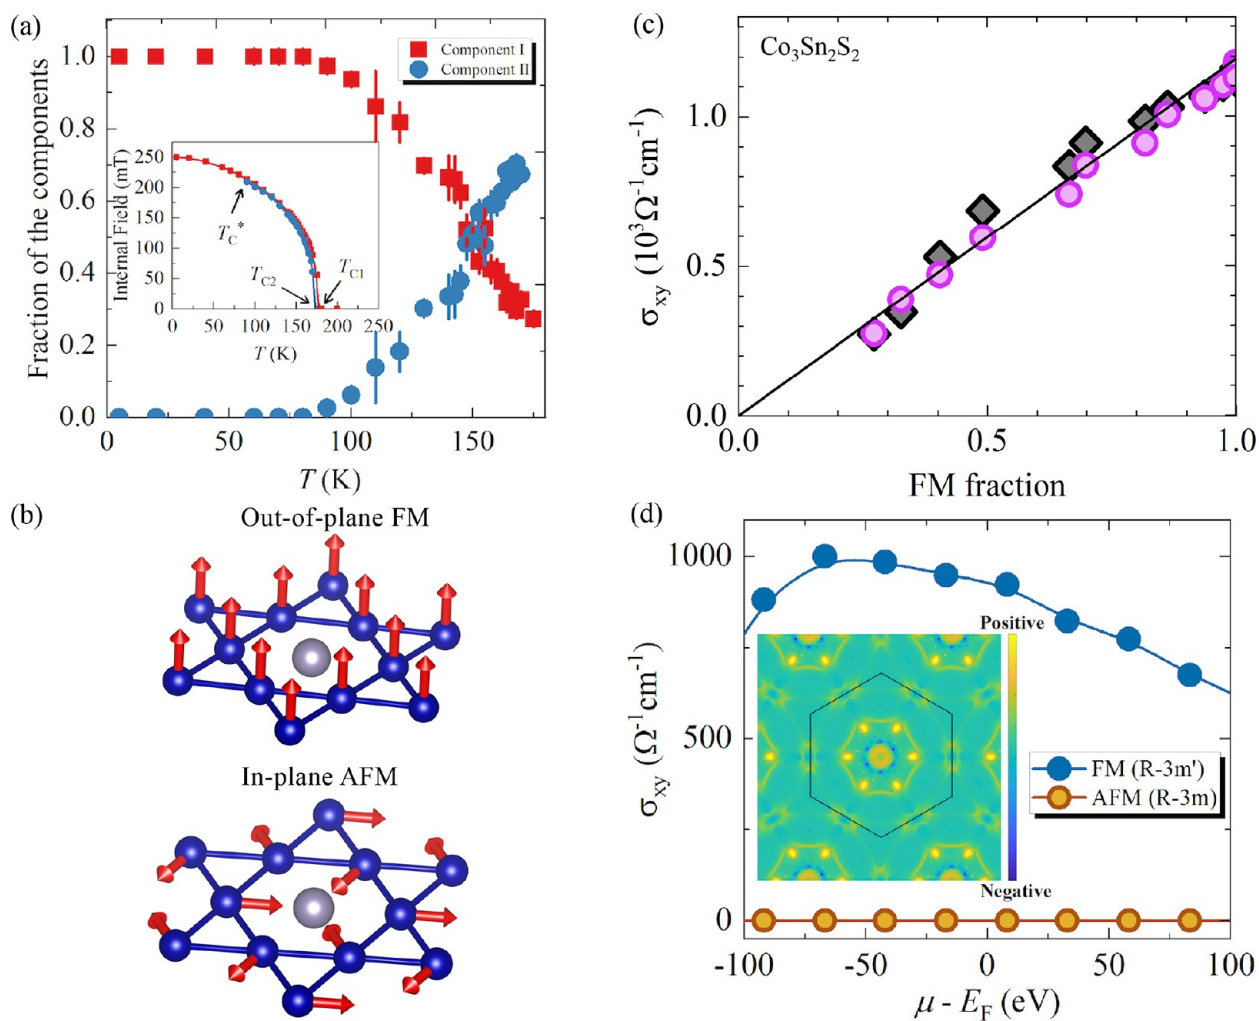 (a)
Fraction of the components
1.0
0.8
0.6
0.4
0.2
0.0
0
50
100
150
T (K)
Component I
Component II
Internal Field (mT)
250
200
150
100
50
0
0
50
100
150
200
250
T (K)
T_C*
T_C2
T_C1
(b)
Out-of-plane FM
In-plane AFM
(c)
Co₃Sn₂S₂
σ_xy (10³Ω⁻¹cm⁻¹)
1.0
0.5
0.0
0.0
0.5
1.0
FM fraction
(d)
σ_xy (Ω⁻¹cm⁻¹)
1000
500
0
Positive
Negative
FM (R-3m')
AFM (R-3m)
-100
-50
0
50
100
μ - E_F (eV)